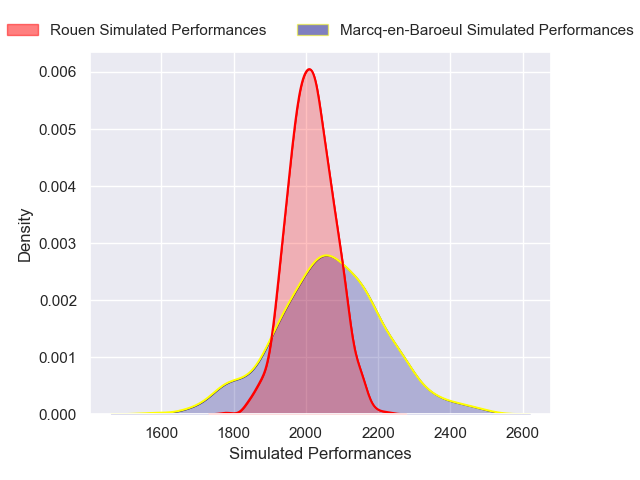 Rouen Simulated Performances
Marcq-en-Baroeul Simulated Performances
0.006
0.005
0.004
0.003
0.002
0.001
0.000
Density
1600 1800 2000 2200 2400 2600
Simulated Performances